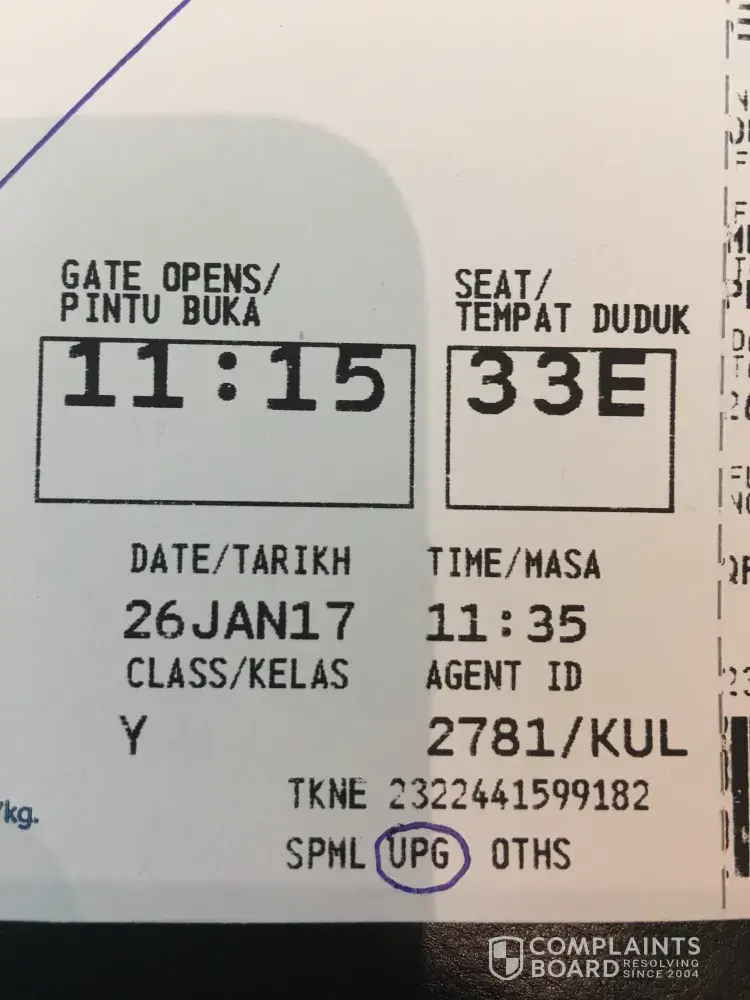 GATE OPENS/ SEAT/
PINTU BUKA TEMPAT DUDUK
11:15 33E
DATE/TARIKH TIME/MASA
26JAN17 11:35
CLASS/KELAS AGENT ID
Y 2781/KUL
TKNE 2322441599182
/kg.
SPML UPG OTHS
COMPLAINTS
BOARD RESOLVING
SINCE 2004